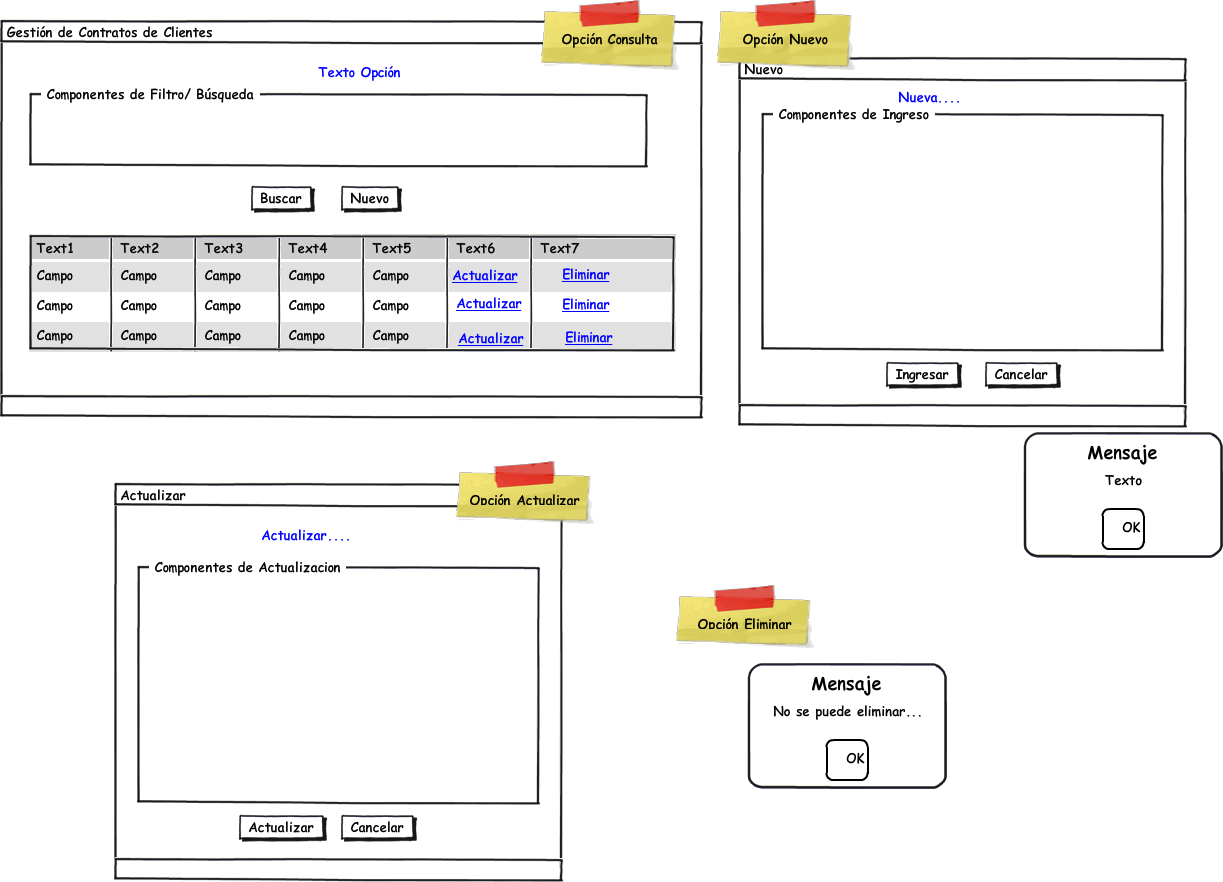 Opción Consulta
Gestión de Contratos de Clientes
Texto Opción
Componentes de Filtro/ Búsqueda
Buscar Nuevo
Text1 Text2 Text3 Text4 Text5 Text6 Text7
Campo Campo Campo Campo Campo Actualizar Eliminar
Campo Campo Campo Campo Campo Actualizar Eliminar
Campo Campo Campo Campo Campo Actualizar Eliminar
Opción Nuevo
Nuevo
Nueva....
Componentes de Ingreso
Ingresar Cancelar
Mensaje
Texto
OK
Opción Actualizar
Actualizar
Actualizar....
Componentes de Actualizacion
Actualizar Cancelar
Opción Eliminar
Mensaje
No se puede eliminar...
OK